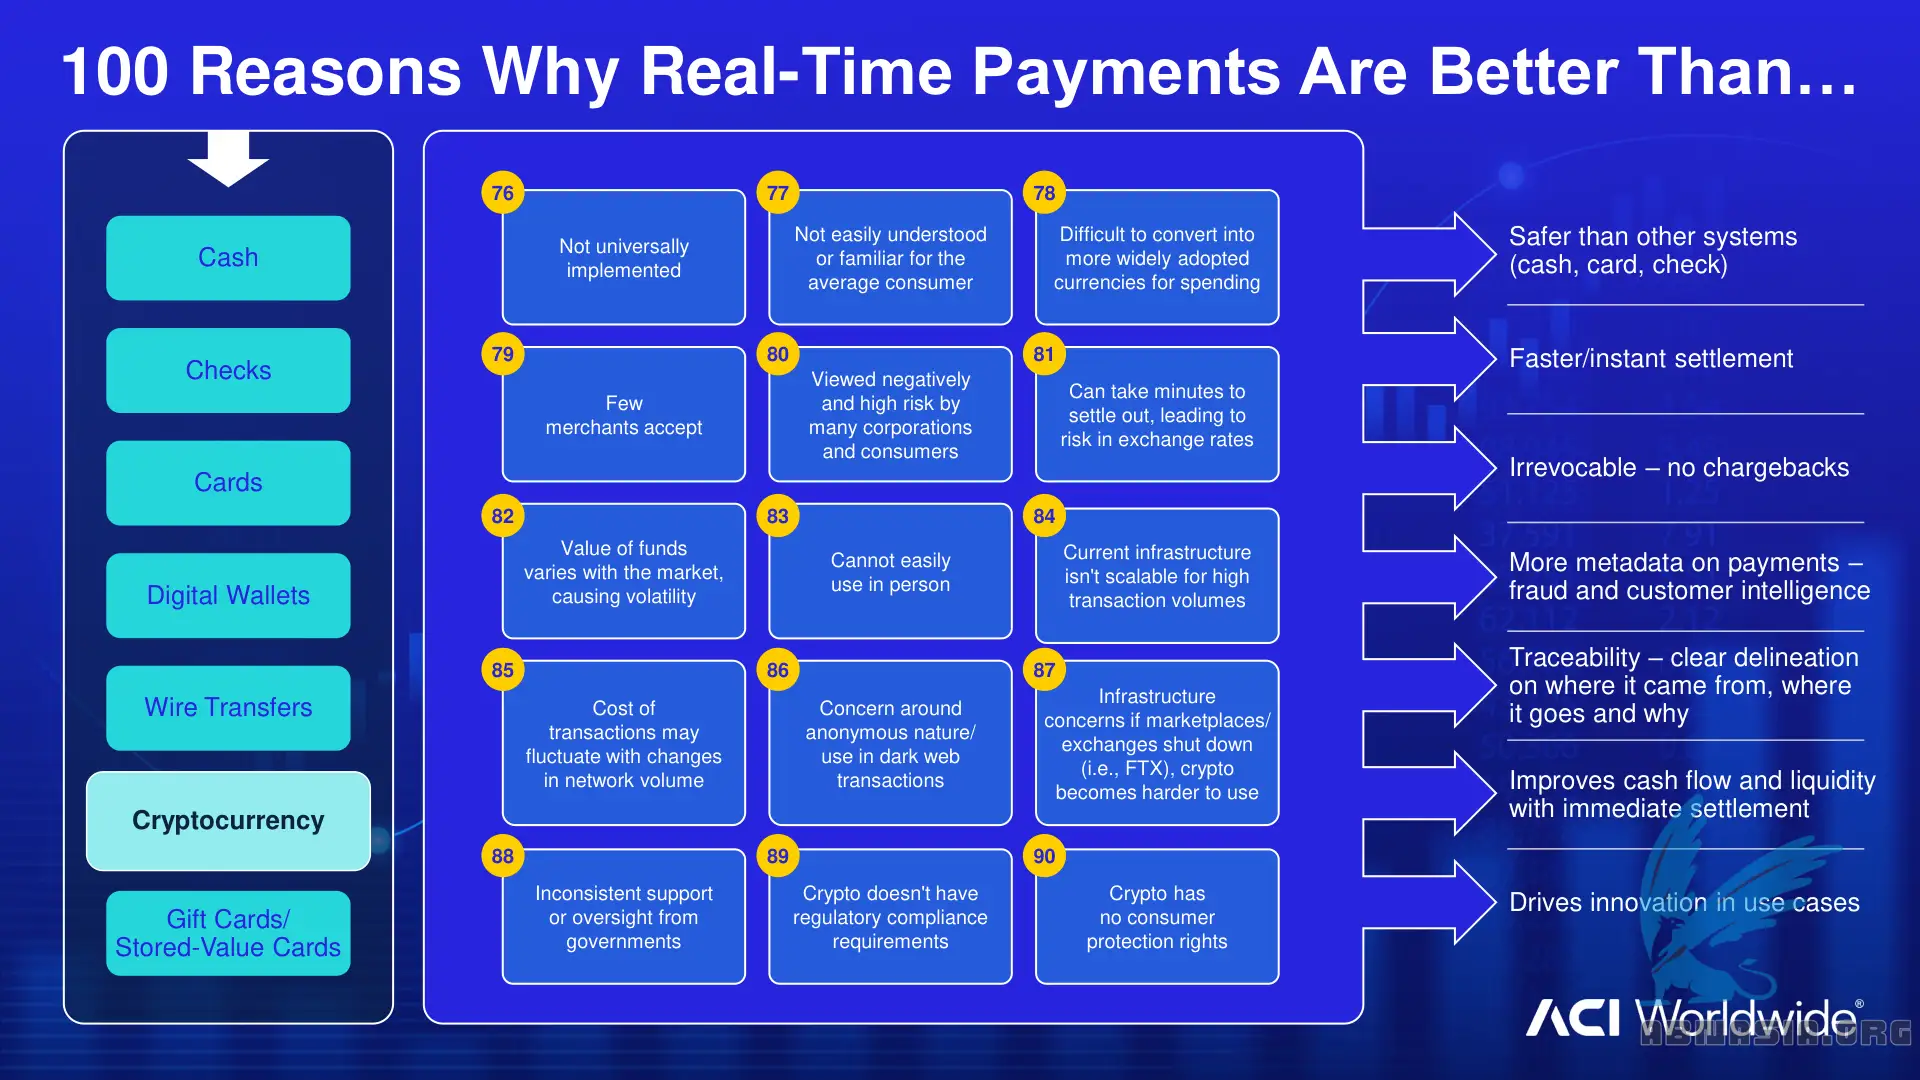 100 Reasons Why Real-Time Payments Are Better Than…
Cash
Checks
Cards
Digital Wallets
Wire Transfers
Cryptocurrency
Gift Cards/
Stored-Value Cards
76
Not universally
implemented
77
Not easily understood
or familiar for the
average consumer
78
Difficult to convert into
more widely adopted
currencies for spending
79
Few
merchants accept
80
Viewed negatively
and high risk by
many corporations
and consumers
81
Can take minutes to
settle out, leading to
risk in exchange rates
82
Value of funds
varies with the market,
causing volatility
83
Cannot easily
use in person
84
Current infrastructure
isn't scalable for high
transaction volumes
85
Cost of
transactions may
fluctuate with changes
in network volume
86
Concern around
anonymous nature/
use in dark web
transactions
87
Infrastructure
concerns if marketplaces/
exchanges shut down
(i.e., FTX), crypto
becomes harder to use
88
Inconsistent support
or oversight from
governments
89
Crypto doesn't have
regulatory compliance
requirements
90
Crypto has
no consumer
protection rights
Safer than other systems
(cash, card, check)
Faster/instant settlement
Irrevocable – no chargebacks
More metadata on payments –
fraud and customer intelligence
Traceability – clear delineation
on where it came from, where
it goes and why
Improves cash flow and liquidity
with immediate settlement
Drives innovation in use cases
ACI Worldwide®
ABNASIA.ORG